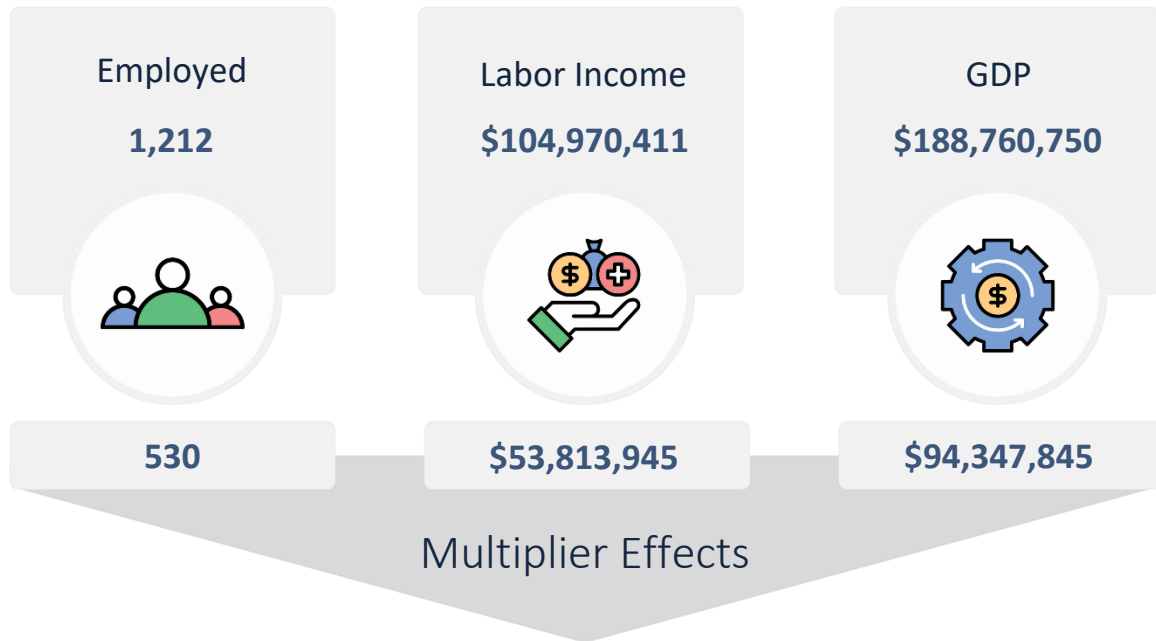 Employed
1,212
Labor Income
$104,970,411
GDP
$188,760,750
$
$
530
$53,813,945
$94,347,845
Multiplier Effects